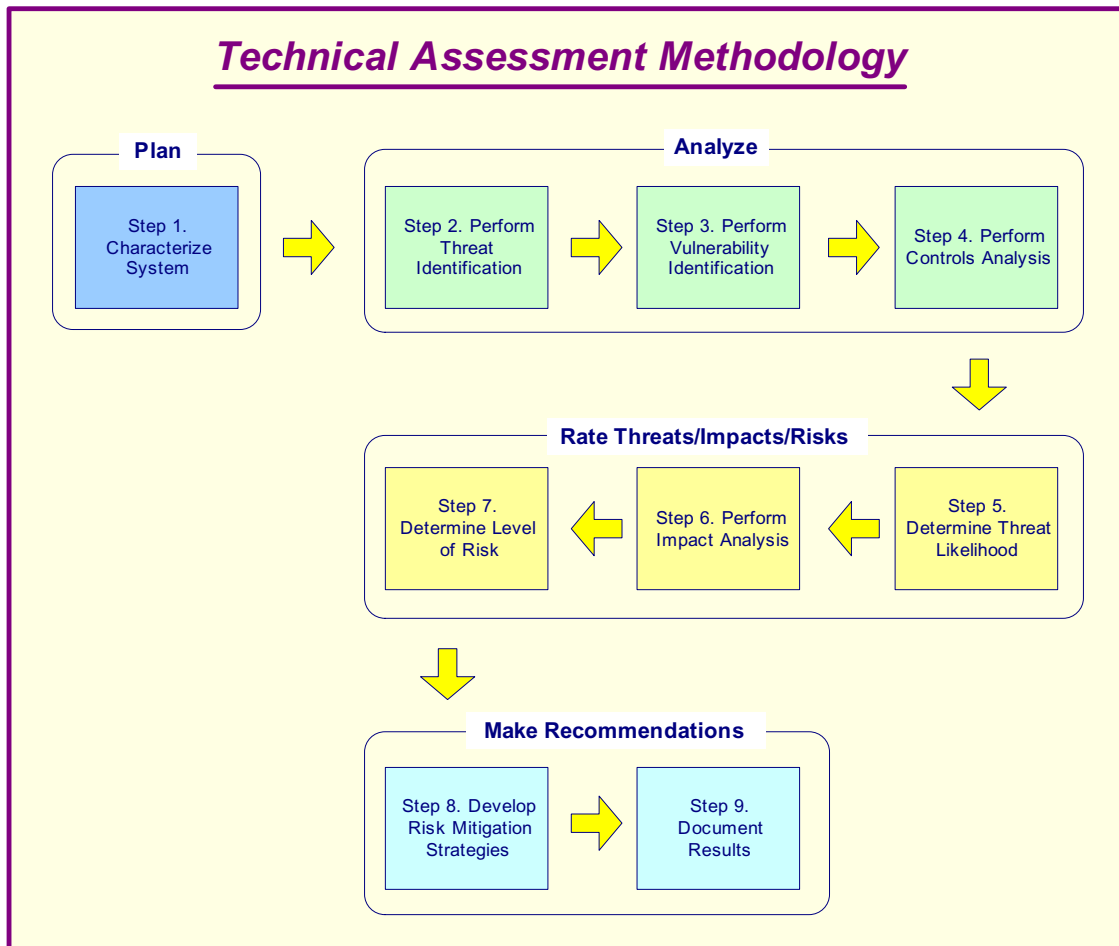 Technical Assessment Methodology
Plan
Step 1.
Characterize
System
Analyze
Step 2. Perform
Threat
Identification
Step 3. Perform
Vulnerability
Identification
Step 4. Perform
Controls Analysis
Rate Threats/Impacts/Risks
Step 7.
Determine Level
of Risk
Step 6. Perform
Impact Analysis
Step 5.
Determine Threat
Likelihood
Make Recommendations
Step 8. Develop
Risk Mitigation
Strategies
Step 9.
Document
Results